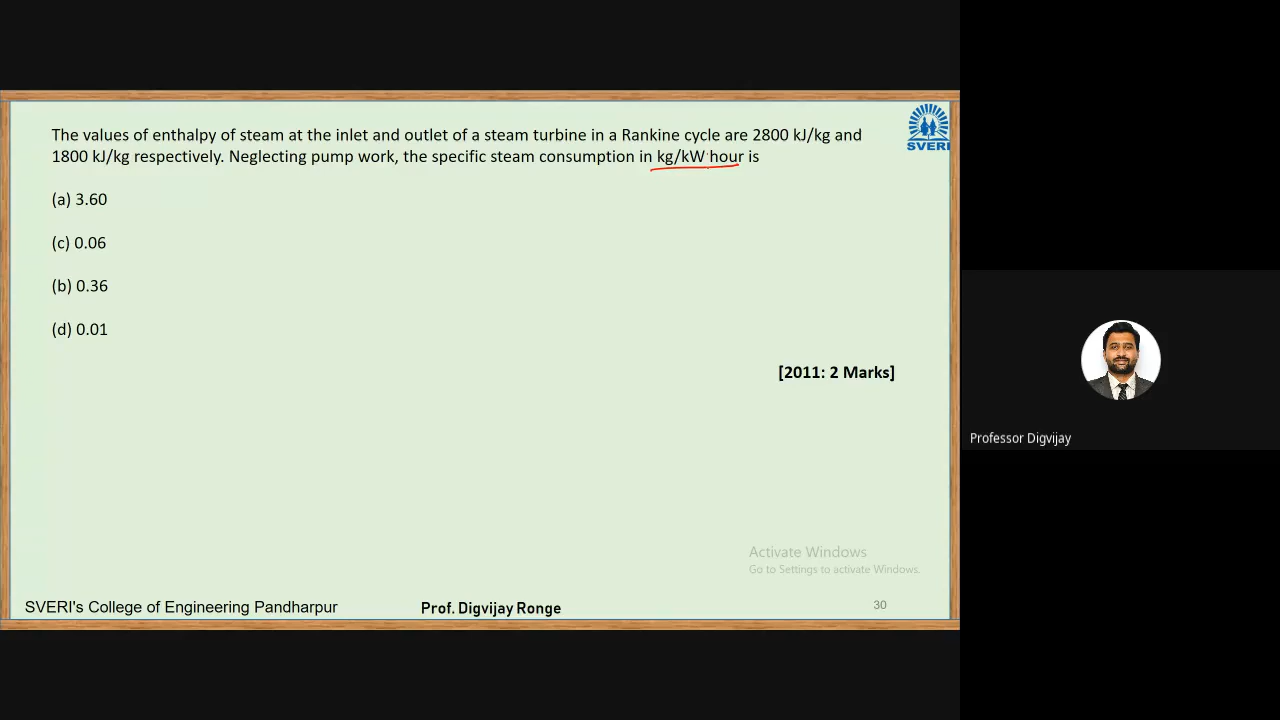 The values of enthalpy of steam at the inlet and outlet of a steam turbine in a Rankine cycle are 2800 kJ/kg and
1800 kJ/kg respectively. Neglecting pump work, the specific steam consumption in kg/kW hour is
(a) 3.60
(c) 0.06
(b) 0.36
(d) 0.01
[2011: 2 Marks]
SVERI
Professor Digvijay
Activate Windows
Go to Settings to activate Windows.
SVERI's College of Engineering Pandharpur
Prof. Digvijay Ronge
30